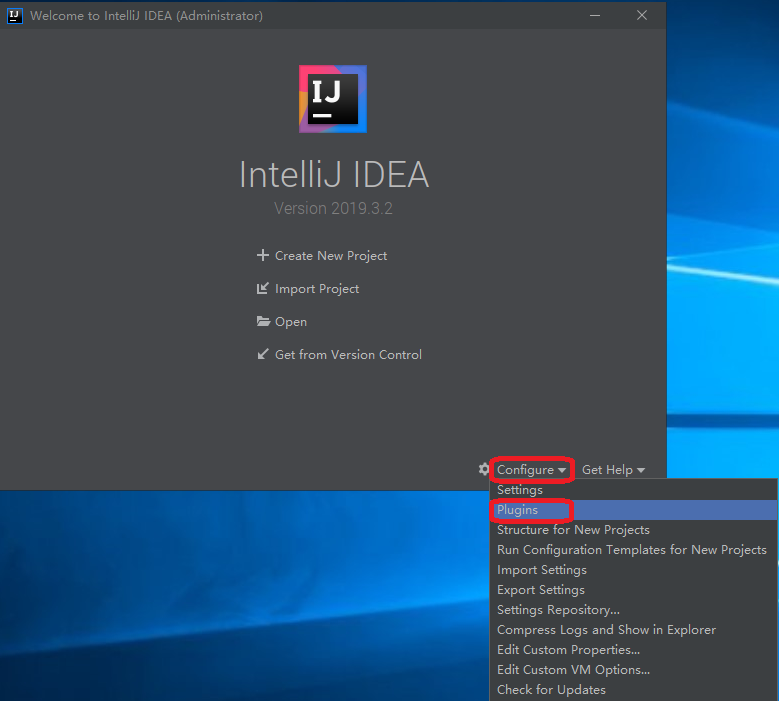 IJ
Welcome to IntelliJ IDEA (Administrator)
IJ
IntelliJ IDEA
Version 2019.3.2
Create New Project
Import Project
Open
Get from Version Control
Configure
Get Help
Settings
Plugins
Structure for New Projects
Run Configuration Templates for New Projects
Import Settings
Export Settings
Settings Repository...
Compress Logs and Show in Explorer
Edit Custom Properties...
Edit Custom VM Options...
Check for Updates